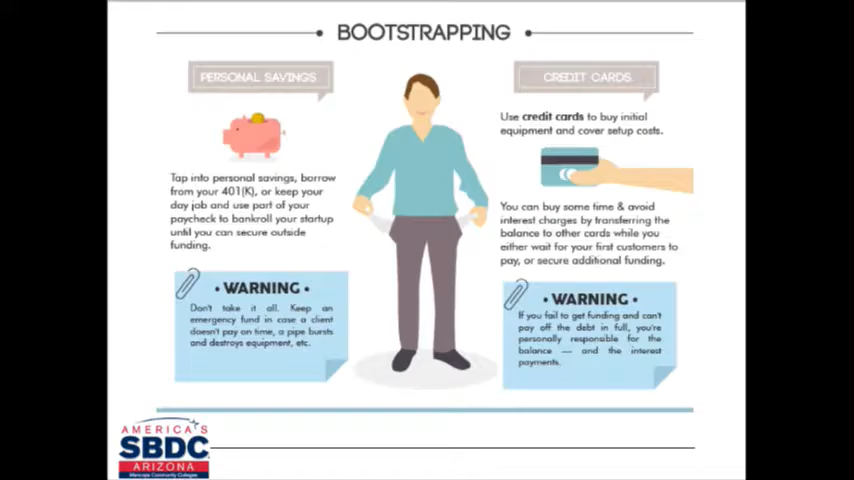 BOOTSTRAPPING
PERSONAL SAVINGS
Tap into personal savings, borrow
from your 401(K), or keep your
day job and use part of your
paycheck to bankroll your startup
until you can secure outside
funding.
• WARNING •
Don't take it all. Keep an
emergency fund in case a client
doesn't pay on time, a pipe bursts
and destroys equipment, etc.
CREDIT CARDS
Use credit cards to buy initial
equipment and cover setup costs.
You can buy some time & avoid
interest charges by transferring the
balance to other cards while you
either wait for your first customers to
pay, or secure additional funding.
• WARNING •
If you fail to get funding and can't
pay off the debt in full, you're
personally responsible for the
balance — and the interest
payments.
AMERICA'S
SBDC
ARIZONA
Maricopa Community Colleges